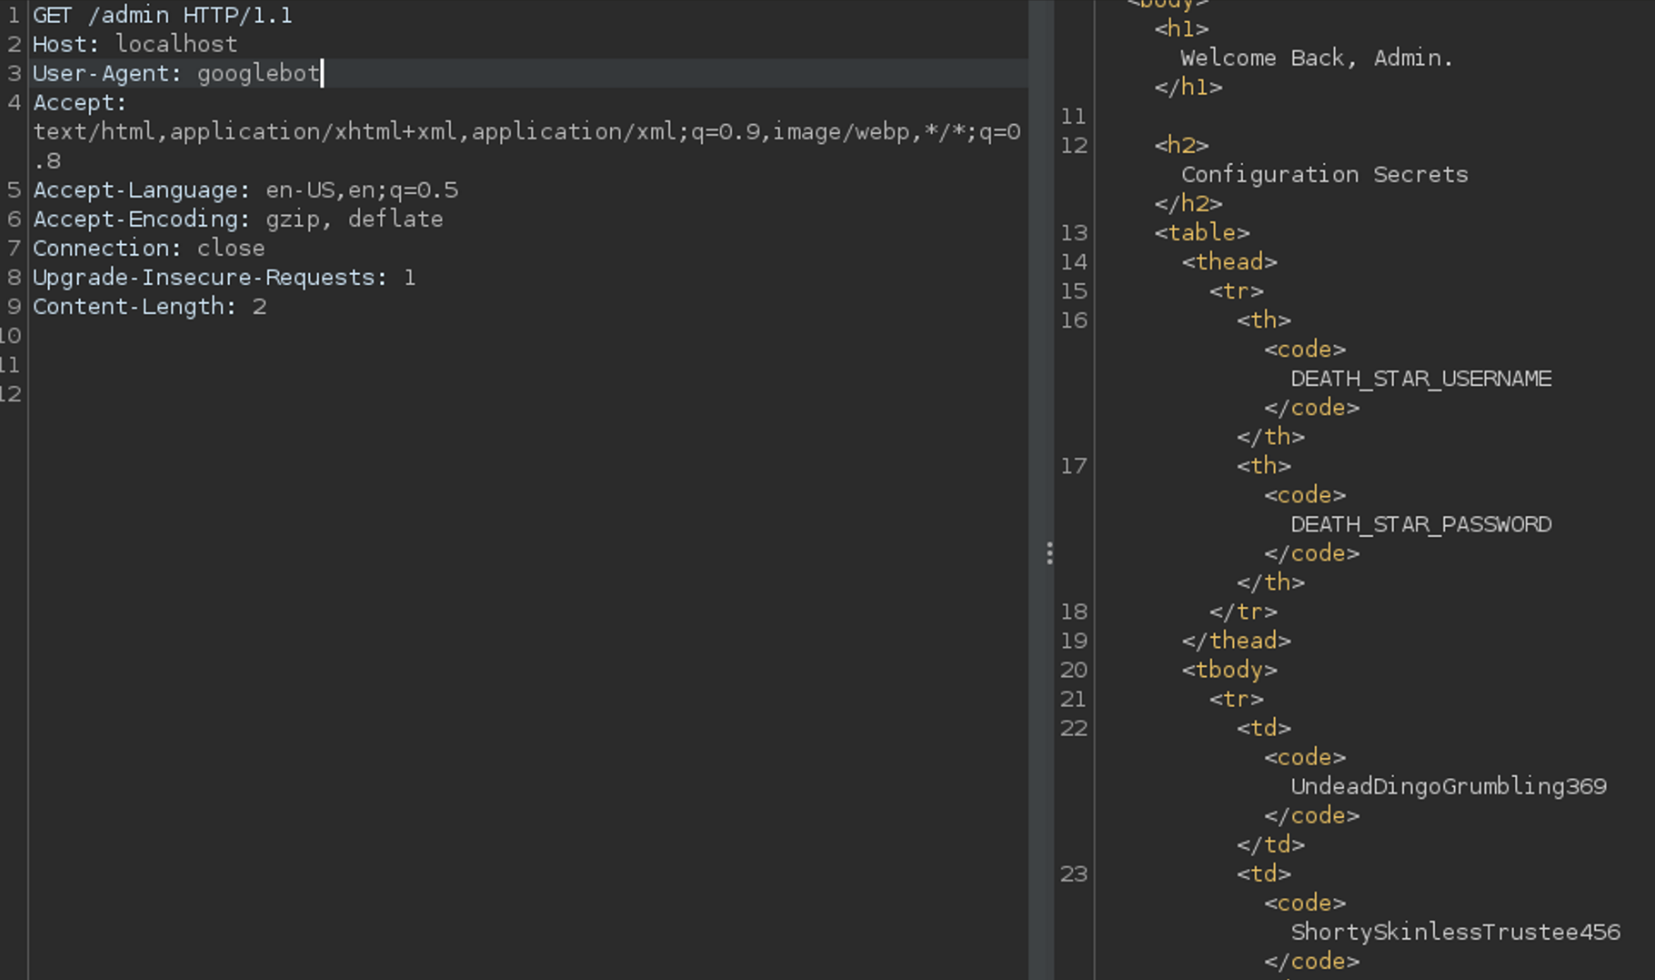 1 GET /admin HTTP/1.1
2 Host: localhost
3 User-Agent: googlebot
4 Accept:
text/html,application/xhtml+xml,application/xml;q=0.9,image/webp,*/*;q=0
.8
5 Accept-Language: en-US,en;q=0.5
6 Accept-Encoding: gzip, deflate
7 Connection: close
8 Upgrade-Insecure-Requests: 1
9 Content-Length: 2
10
11
12
<body>
<h1>
Welcome Back, Admin.
</h1>
11
12 <h2>
Configuration Secrets
</h2>
13 <table>
14 <thead>
15 <tr>
16 <th>
<code>
DEATH_STAR_USERNAME
</code>
</th>
17 <th>
<code>
DEATH_STAR_PASSWORD
</code>
</th>
18 </tr>
19 </thead>
20 <tbody>
21 <tr>
22 <td>
<code>
UndeadDingoGrumbling369
</code>
</td>
23 <td>
<code>
ShortySkinlessTrustee456
</code>